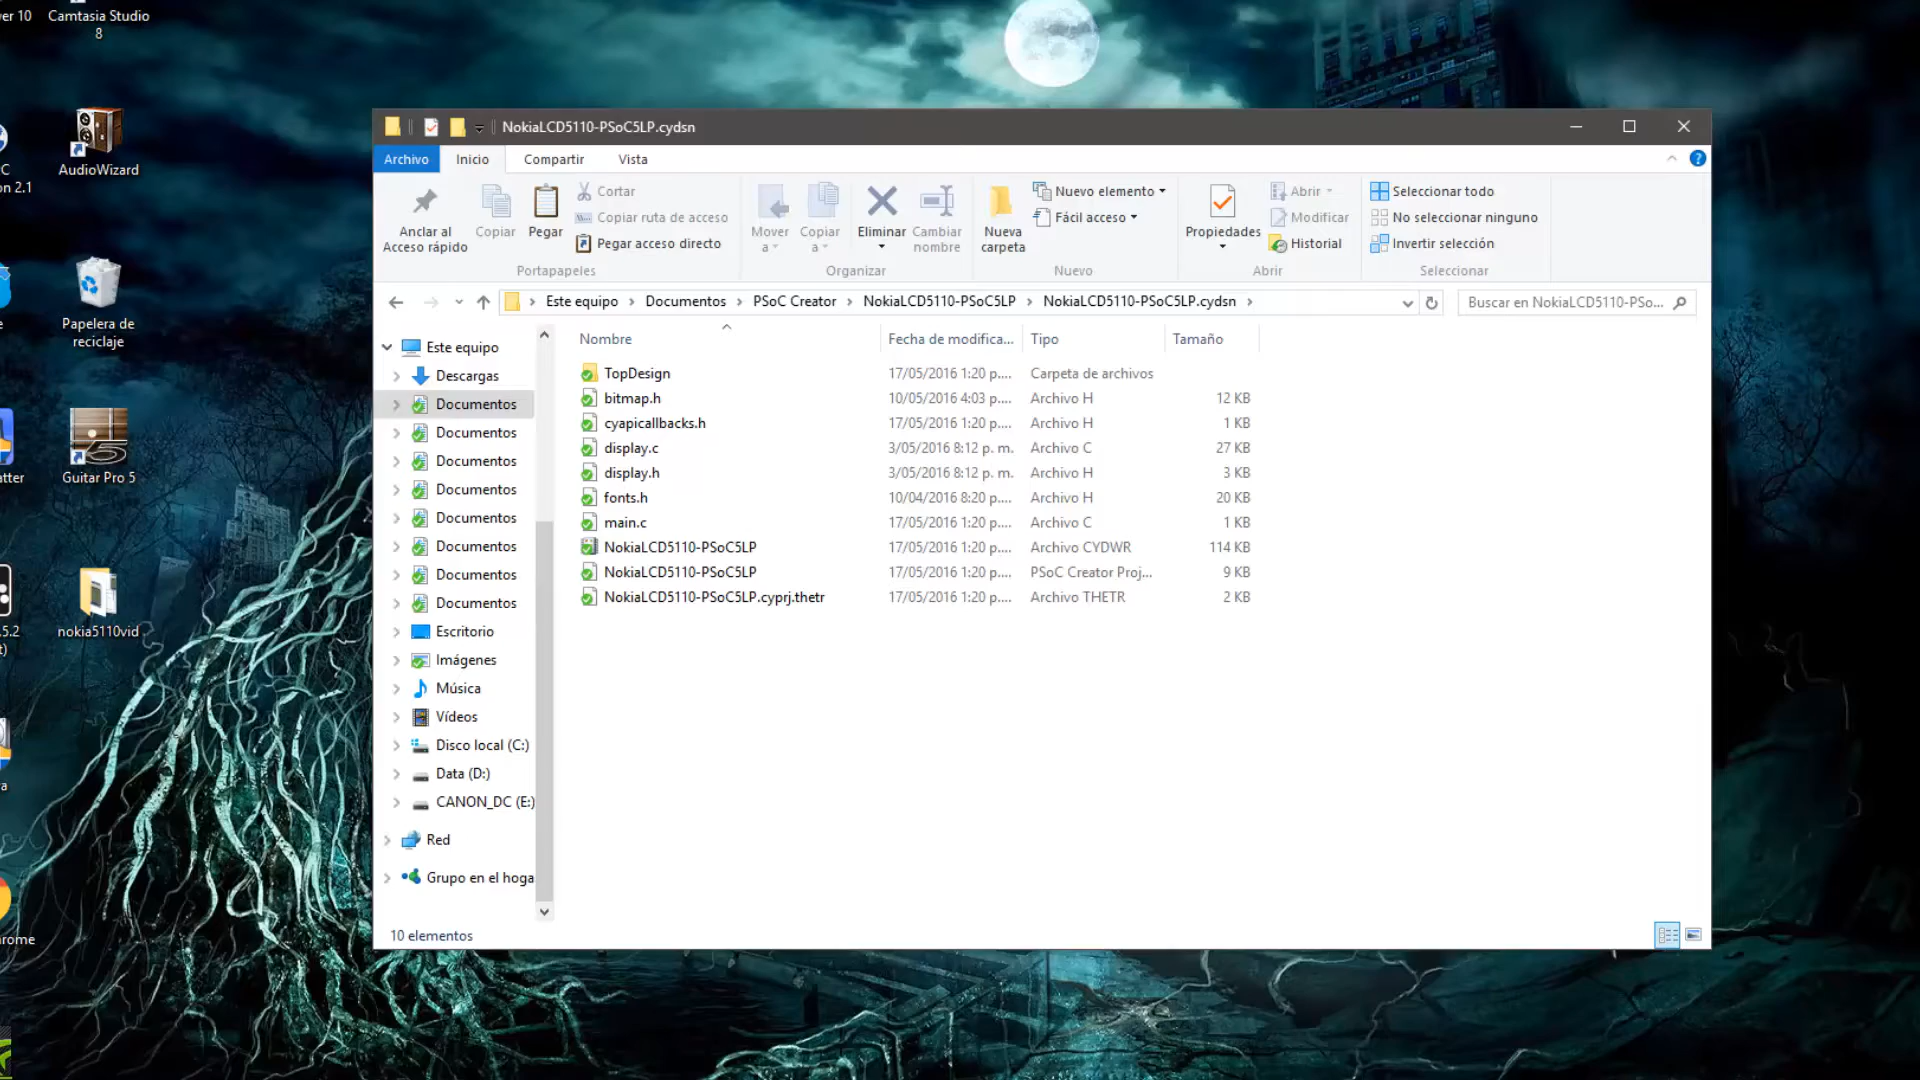 er 10
Camtasia Studio
8
C
on 2.1
AudioWizard
e
Papelera de
reciclaje
atter
Guitar Pro 5
.5.2
t)
nokia5110vid
a
rome
NokiaLCD5110-PSoC5LP.cydsn
Archivo
Inicio
Compartir
Vista
Anclar al
Acceso rápido
Copiar
Pegar
Cortar
Copiar ruta de acceso
Pegar acceso directo
Portapapeles
Mover
a
Copiar
a
Eliminar
Cambiar
nombre
Organizar
Nueva
carpeta
Nuevo elemento
Fácil acceso
Nuevo
Propiedades
Abrir
Modificar
Historial
Abrir
Seleccionar todo
No seleccionar ninguno
Invertir selección
Seleccionar
Este equipo > Documentos > PSoC Creator > NokiaLCD5110-PSoC5LP > NokiaLCD5110-PSoC5LP.cydsn >
Buscar en NokiaLCD5110-PSo...
Este equipo
Descargas
Documentos
Documentos
Documentos
Documentos
Documentos
Documentos
Documentos
Documentos
Escritorio
Imágenes
Música
Vídeos
Disco local (C:)
Data (D:)
CANON_DC (E:)
Red
Grupo en el hoga
Nombre Fecha de modifica... Tipo Tamaño
TopDesign 17/05/2016 1:20 p.... Carpeta de archivos
bitmap.h 10/05/2016 4:03 p.... Archivo H 12 KB
cyapicallbacks.h 17/05/2016 1:20 p.... Archivo H 1 KB
display.c 3/05/2016 8:12 p. m. Archivo C 27 KB
display.h 3/05/2016 8:12 p. m. Archivo H 3 KB
fonts.h 10/04/2016 8:20 p.... Archivo H 20 KB
main.c 17/05/2016 1:20 p.... Archivo C 1 KB
NokiaLCD5110-PSoC5LP 17/05/2016 1:20 p.... Archivo CYDWR 114 KB
NokiaLCD5110-PSoC5LP 17/05/2016 1:20 p.... PSoC Creator Proj... 9 KB
NokiaLCD5110-PSoC5LP.cyprj.thetr 17/05/2016 1:20 p.... Archivo THETR 2 KB
10 elementos